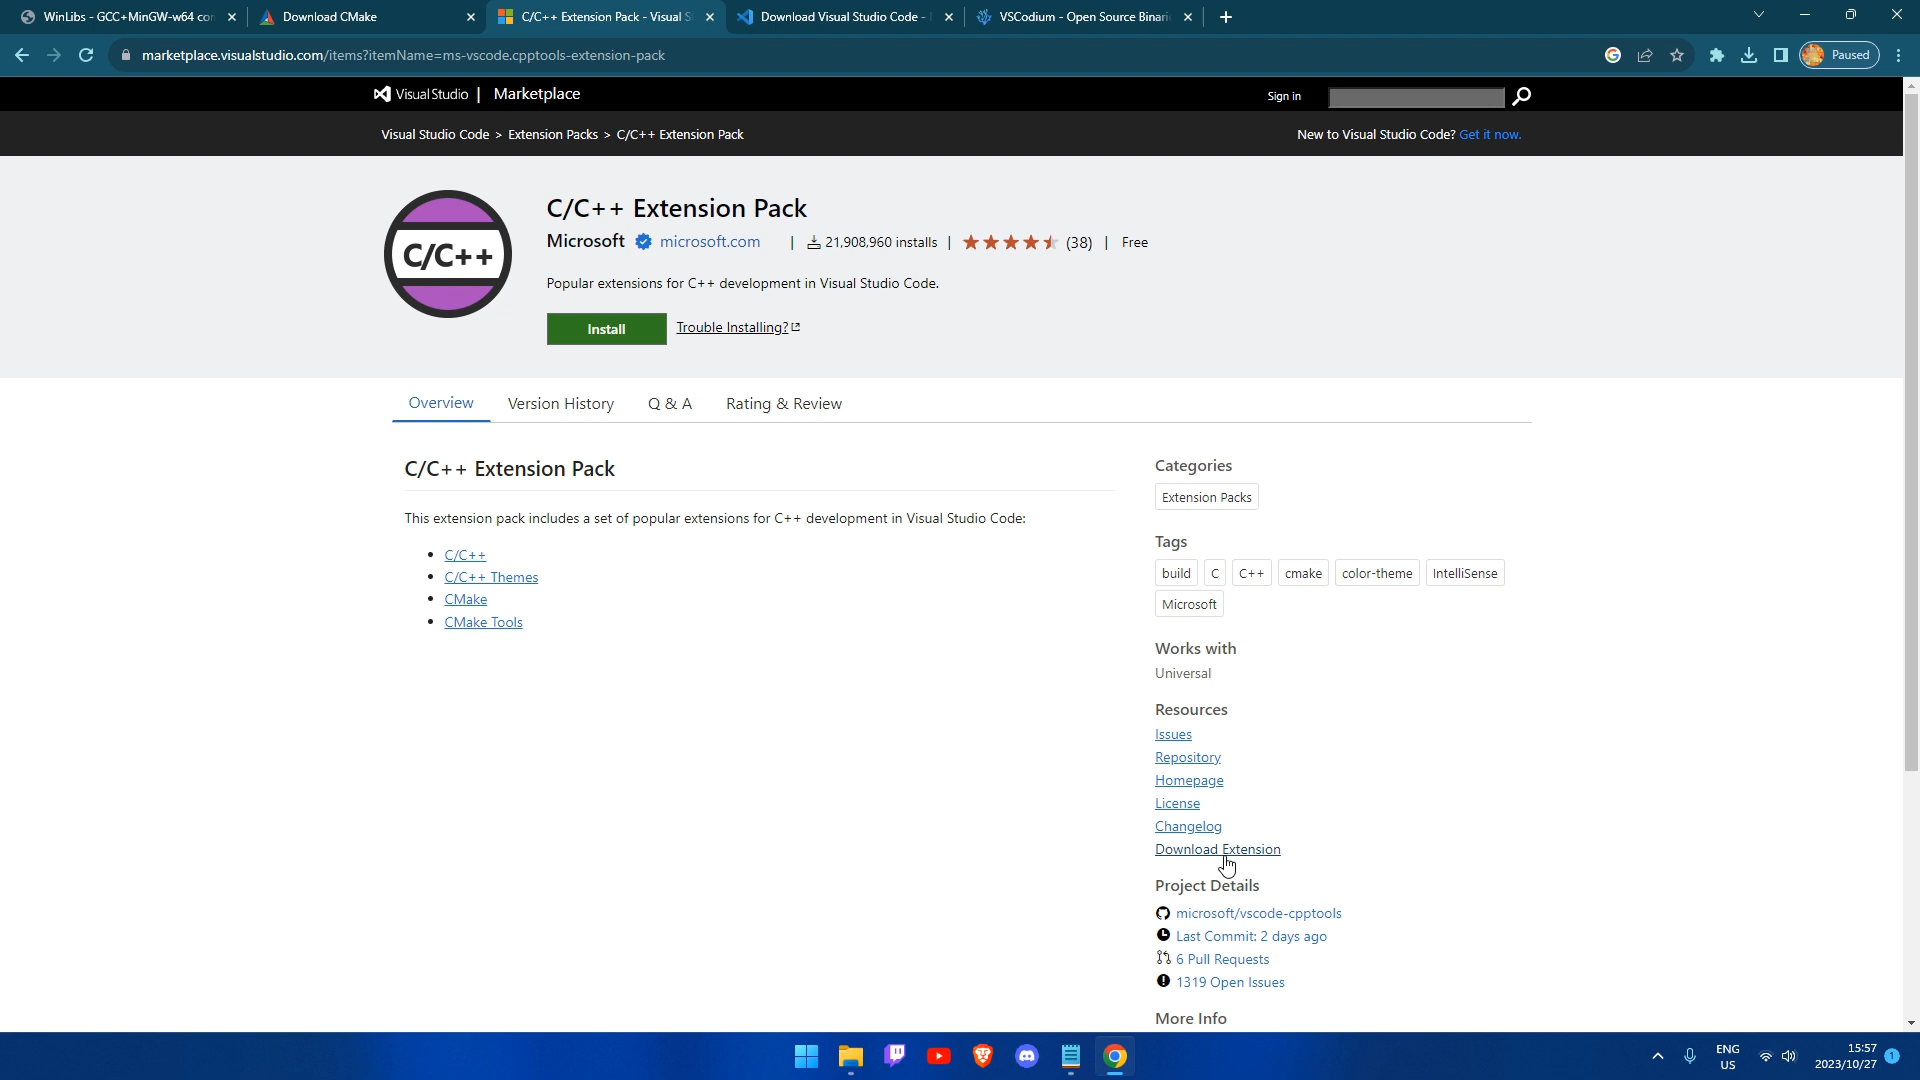 WinLibs - GCC+MinGW-w64 con
Download CMake
C/C++ Extension Pack - Visual S
Download Visual Studio Code -
VSCodium - Open Source Binari
marketplace.visualstudio.com/items?itemName=ms-vscode.cpptools-extension-pack
Paused
Visual Studio | Marketplace
Sign in
Visual Studio Code > Extension Packs > C/C++ Extension Pack
New to Visual Studio Code? Get it now.
C/C++
C/C++ Extension Pack
Microsoft microsoft.com | 21,908,960 installs | (38) | Free
Popular extensions for C++ development in Visual Studio Code.
Install
Trouble Installing?
Overview
Version History
Q & A
Rating & Review
C/C++ Extension Pack
This extension pack includes a set of popular extensions for C++ development in Visual Studio Code:
• C/C++
• C/C++ Themes
• CMake
• CMake Tools
Categories
Extension Packs
Tags
build C C++ cmake color-theme IntelliSense
Microsoft
Works with
Universal
Resources
Issues
Repository
Homepage
License
Changelog
Download Extension
Project Details
microsoft/vscode-cpptools
Last Commit: 2 days ago
6 Pull Requests
1319 Open Issues
More Info
ENG
US
15:57
2023/10/27
1